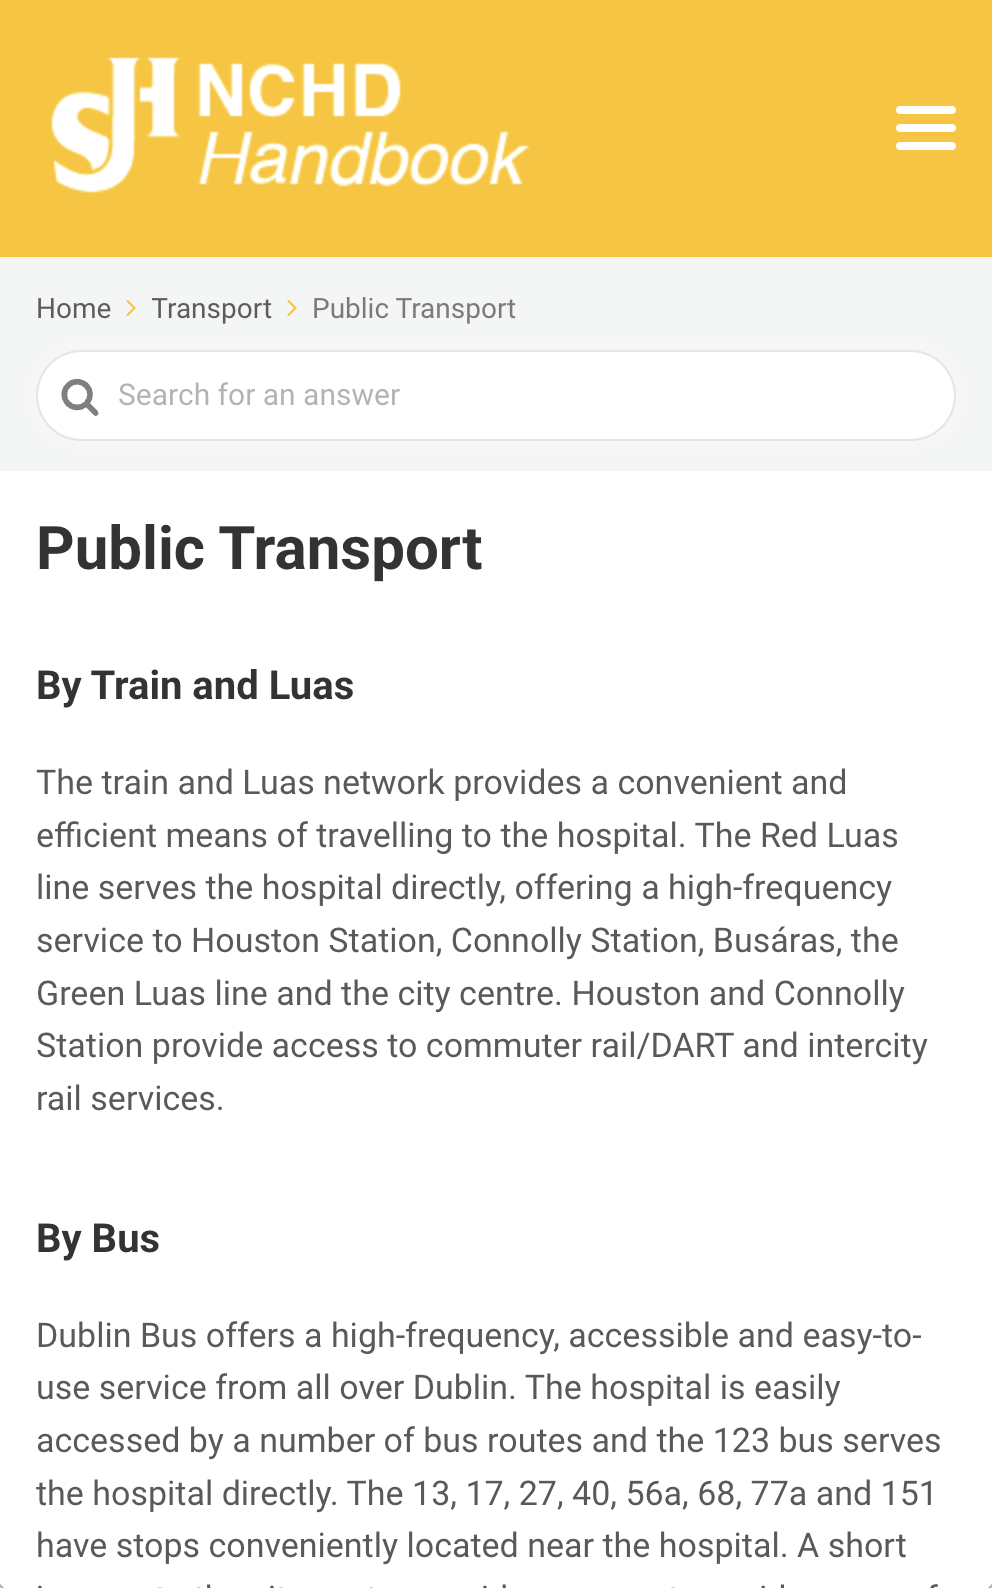 SJH NCHD
Handbook
Home > Transport > Public Transport
Search for an answer
Public Transport
By Train and Luas
The train and Luas network provides a convenient and
efficient means of travelling to the hospital. The Red Luas
line serves the hospital directly, offering a high-frequency
service to Houston Station, Connolly Station, Busáras, the
Green Luas line and the city centre. Houston and Connolly
Station provide access to commuter rail/DART and intercity
rail services.
By Bus
Dublin Bus offers a high-frequency, accessible and easy-to-
use service from all over Dublin. The hospital is easily
accessed by a number of bus routes and the 123 bus serves
the hospital directly. The 13, 17, 27, 40, 56a, 68, 77a and 151
have stops conveniently located near the hospital. A short